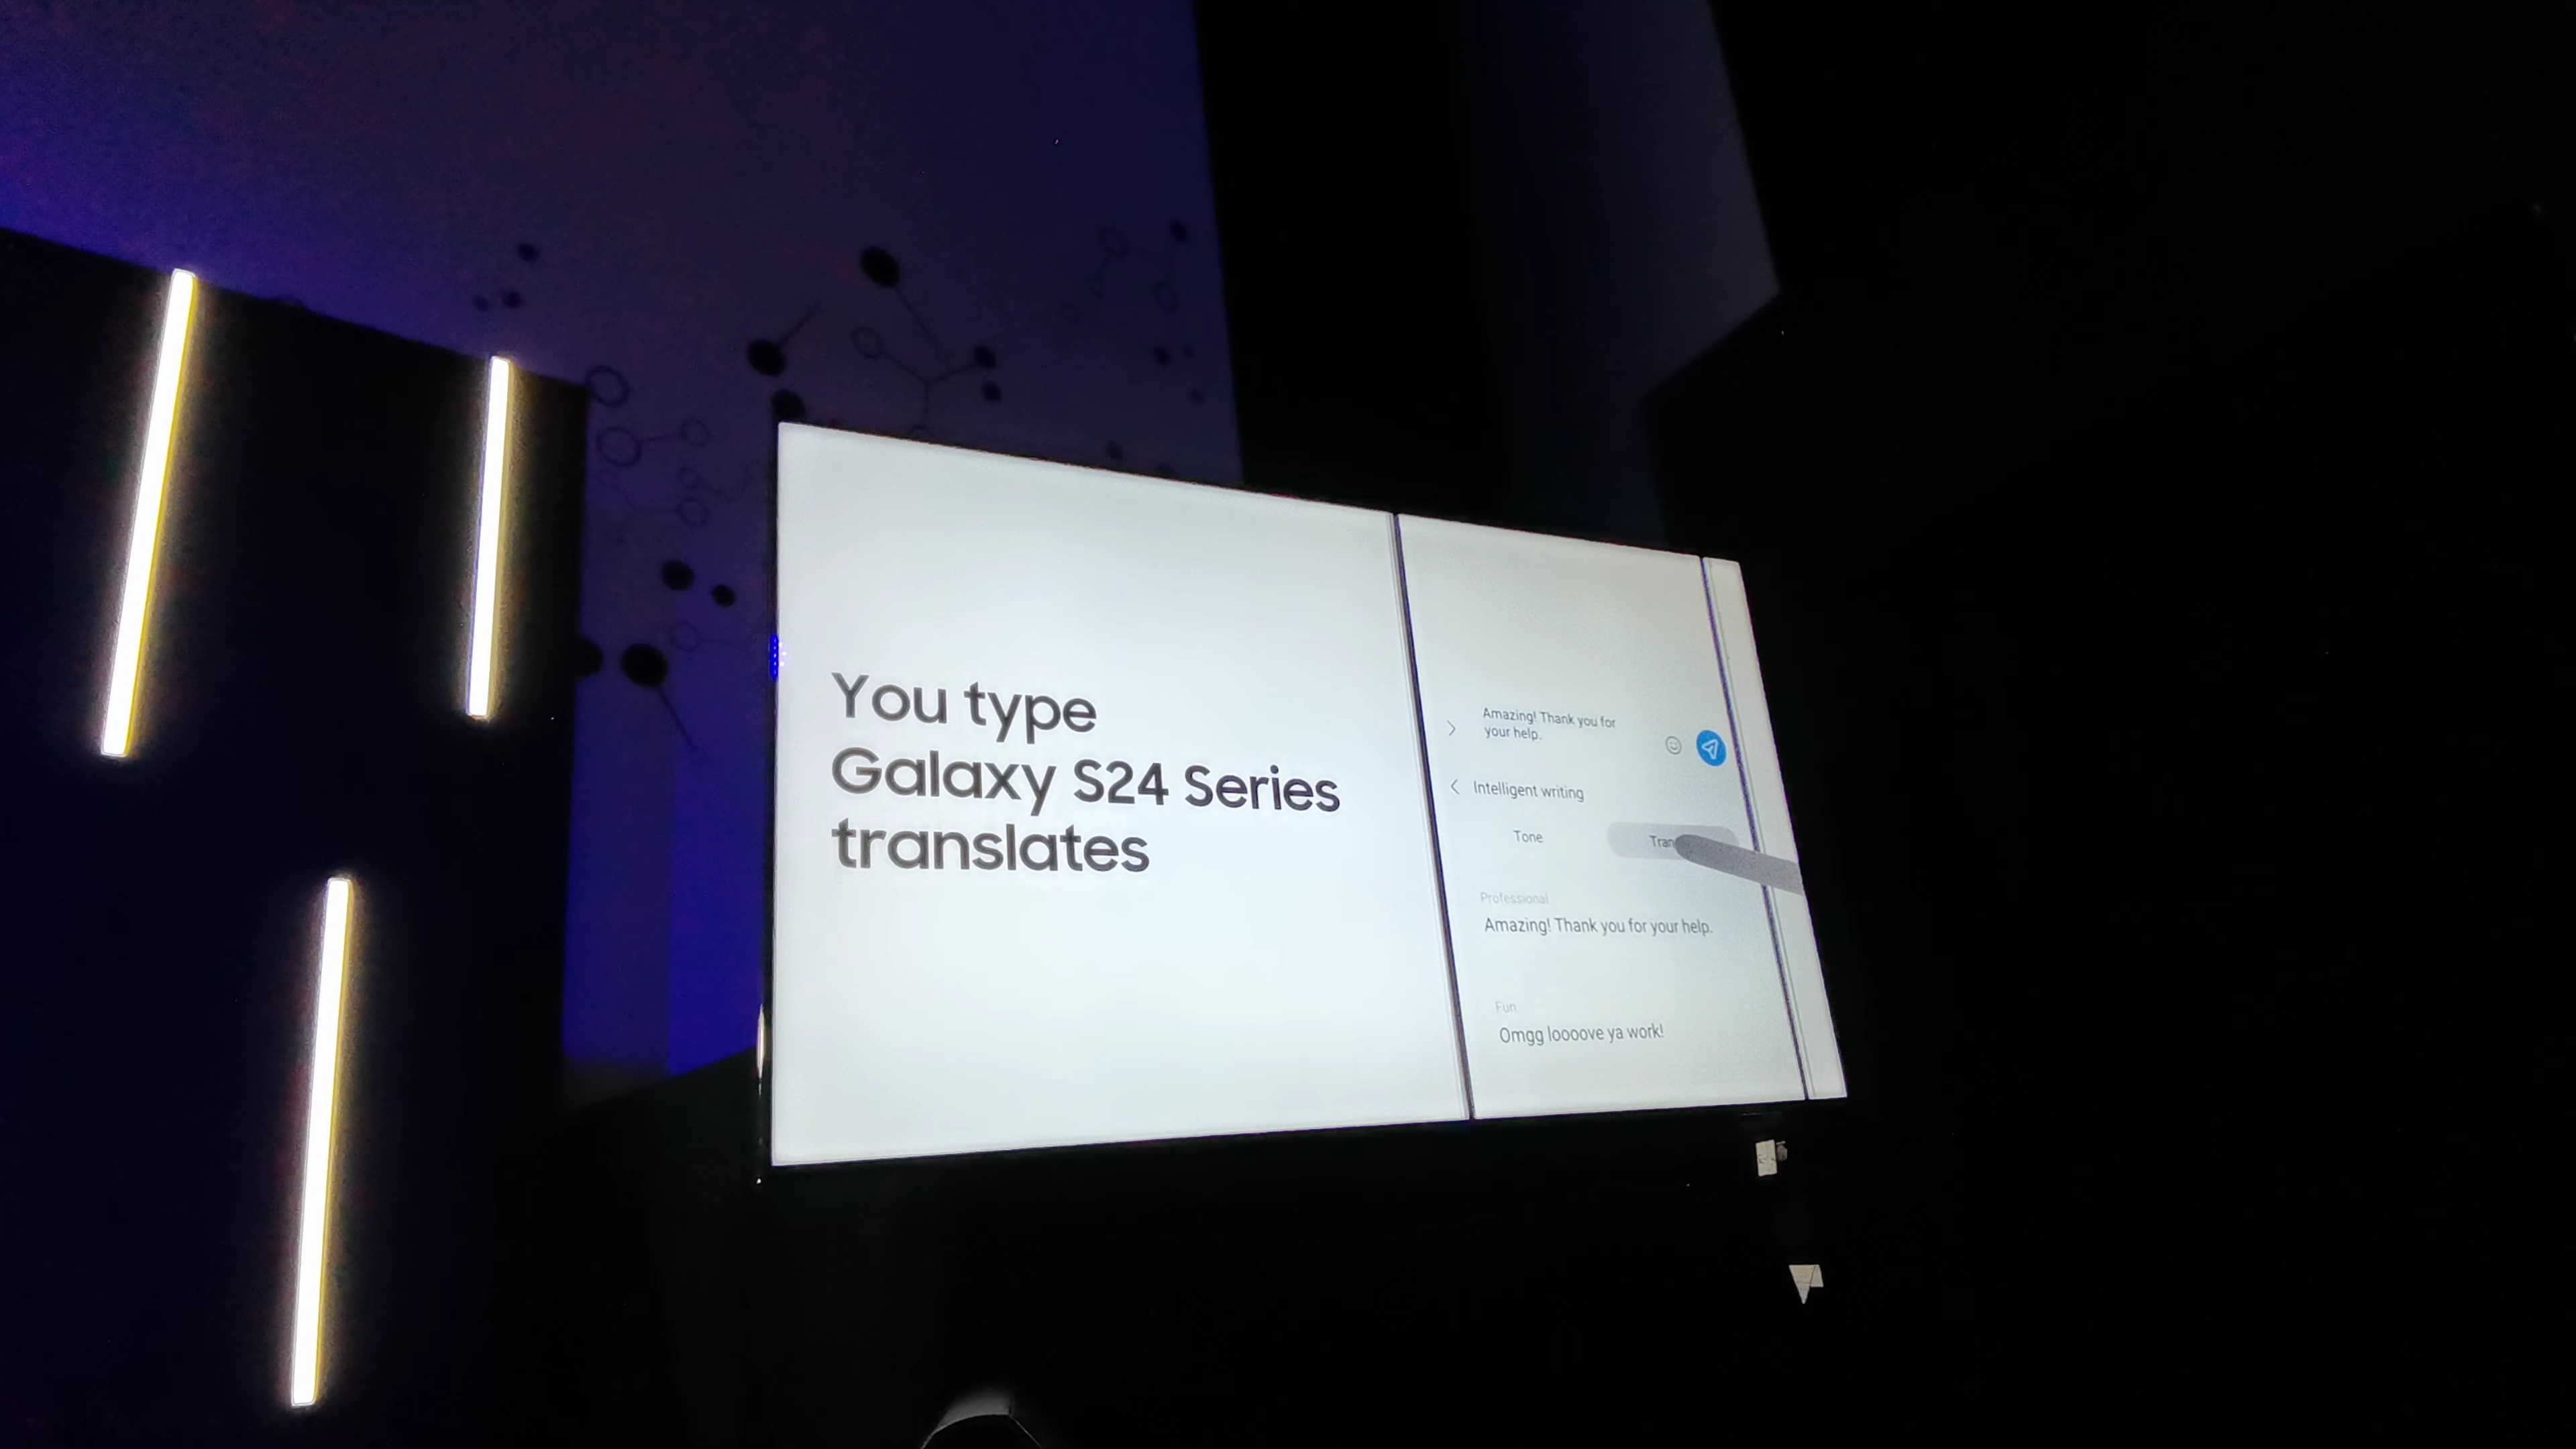 You type
Galaxy S24 Series
translates
Amazing! Thank you for
your help.
Intelligent writing
Tone
Professional
Amazing! Thank you for your help.
Fun
Omgg loooove ya work!